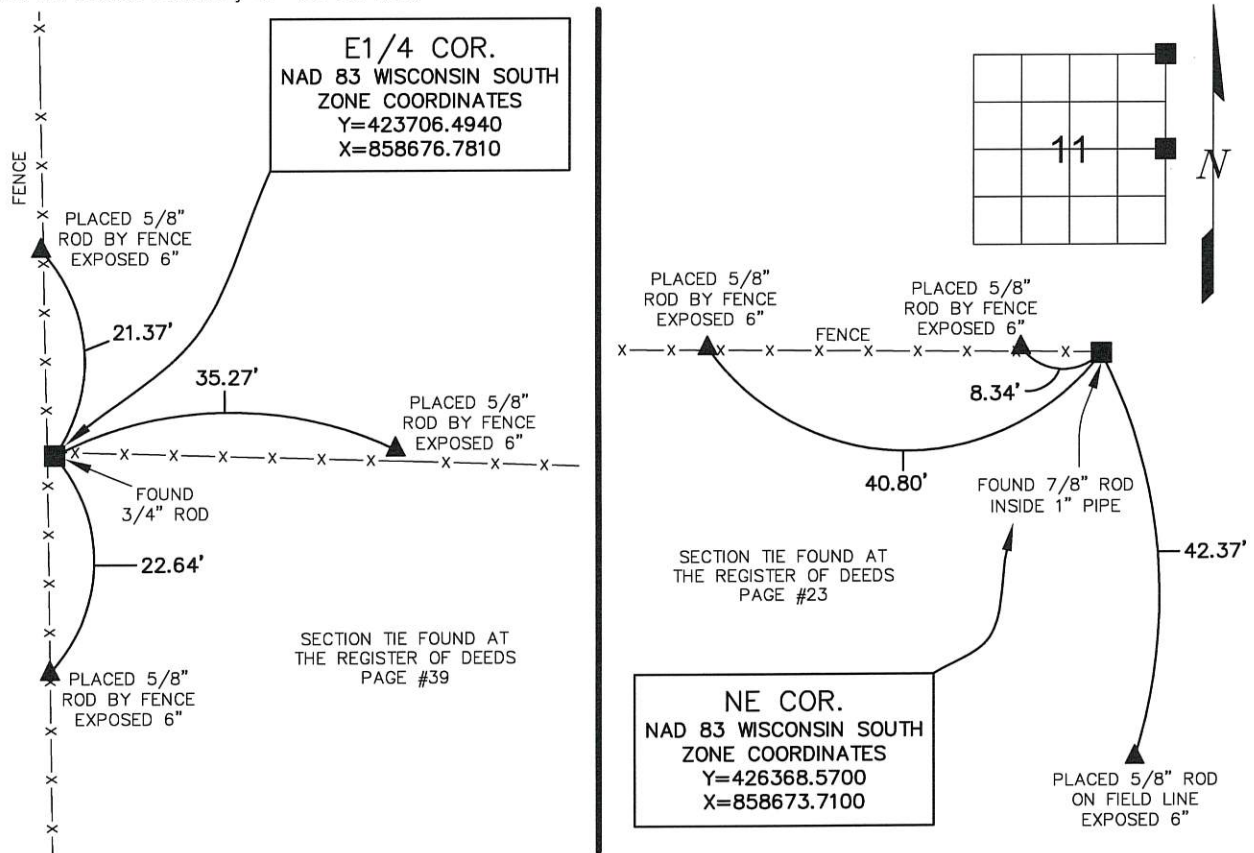 E1/4 COR.
NAD 83 WISCONSIN SOUTH
ZONE COORDINATES
Y=423706.4940
X=858676.7810
FENCE
PLACED 5/8"
ROD BY FENCE
EXPOSED 6"
21.37'
35.27'
PLACED 5/8"
ROD BY FENCE
EXPOSED 6"
FOUND
3/4" ROD
22.64'
SECTION TIE FOUND AT
THE REGISTER OF DEEDS
PAGE #39
PLACED 5/8"
ROD BY FENCE
EXPOSED 6"
11
N
PLACED 5/8"
ROD BY FENCE
EXPOSED 6"
FENCE
PLACED 5/8"
ROD BY FENCE
EXPOSED 6"
8.34'
40.80'
FOUND 7/8" ROD
INSIDE 1" PIPE
42.37'
SECTION TIE FOUND AT
THE REGISTER OF DEEDS
PAGE #23
NE COR.
NAD 83 WISCONSIN SOUTH
ZONE COORDINATES
Y=426368.5700
X=858673.7100
PLACED 5/8" ROD
ON FIELD LINE
EXPOSED 6"